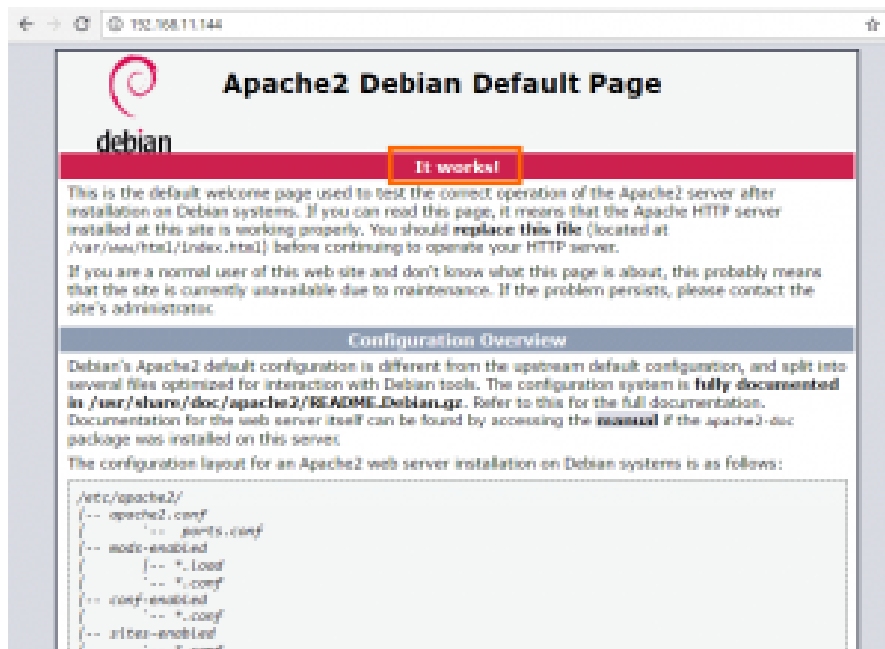 192.168.11.144
Apache2 Debian Default Page
debian
It works!
This is the default welcome page used to test the correct operation of the Apache2 server after
installation on Debian systems. If you can read this page, it means that the Apache HTTP server
installed at this site is working properly. You should replace this file (located at
/var/www/html/index.html) before continuing to operate your HTTP server.
If you are a normal user of this web site and don't know what this page is about, this probably means
that the site is currently unavailable due to maintenance. If the problem persists, please contact the
site's administrator.
Configuration Overview
Debian's Apache2 default configuration is different from the upstream default configuration, and split into
several files optimized for interaction with Debian tools. The configuration system is fully documented
in /usr/share/doc/apache2/README.Debian.gz. Refer to this for the full documentation.
Documentation for the web server itself can be found by accessing the manual if the apache2-doc
package was installed on this server.
The configuration layout for an Apache2 web server installation on Debian systems is as follows:
/etc/apache2/
|-- apache2.conf
|       `--  ports.conf
|-- mods-enabled
|       |-- *.load
|       `-- *.conf
|-- conf-enabled
|       `-- *.conf
|-- sites-enabled
|       `-- *.conf